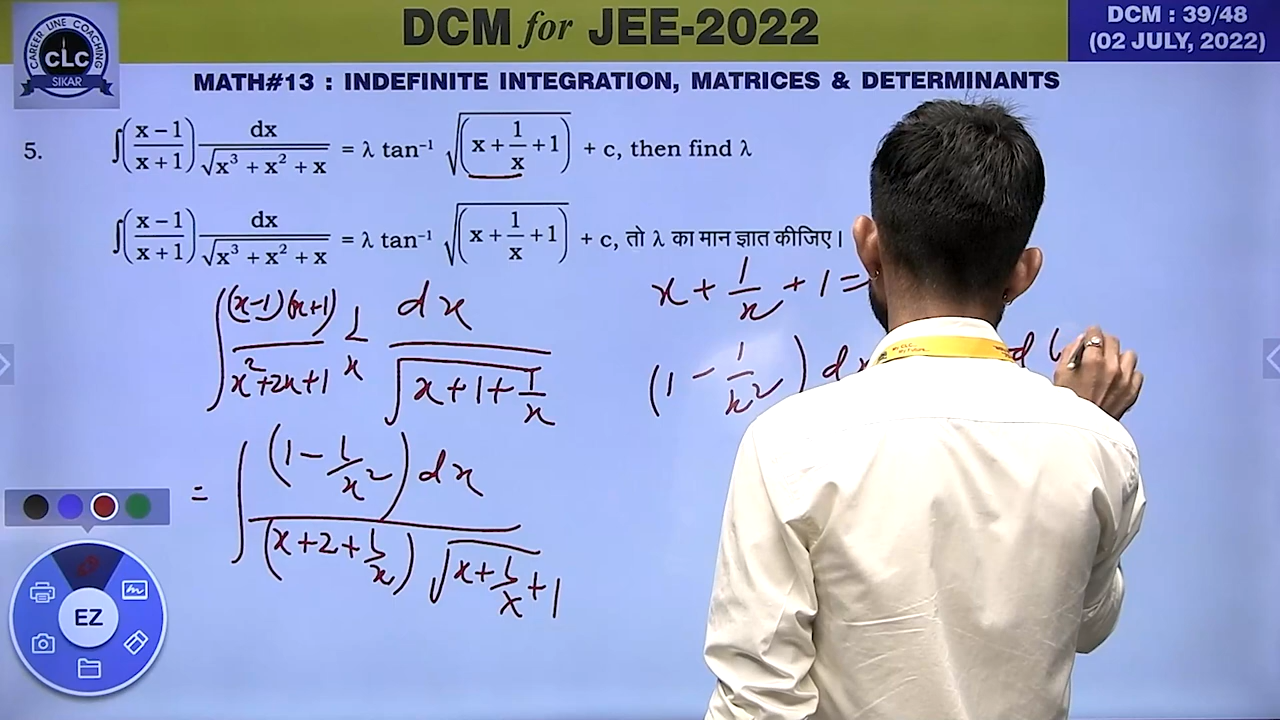 DCM for JEE-2022
DCM : 39/48
(02 JULY, 2022)
CAREER LINE COACHING
CLC
SIKAR
MATH#13 : INDEFINITE INTEGRATION, MATRICES & DETERMINANTS
5. ∫((x – 1)/(x + 1)) dx/√(x³ + x² + x) = λ tan⁻¹ √(x + 1/x + 1) + c, then find λ
∫((x – 1)/(x + 1)) dx/√(x³ + x² + x) = λ tan⁻¹ √(x + 1/x + 1) + c, तो λ का मान ज्ञात कीजिए।
x + 1/x + 1 =
∫ (x-1)(x+1)/(x²+2x+1) 1/x dx/√(x+1+1/x)
(1 - 1/x²) dx
= ∫ (1 - 1/x²) dx / (x+2+1/x) √(x+1/x+1)
EZ